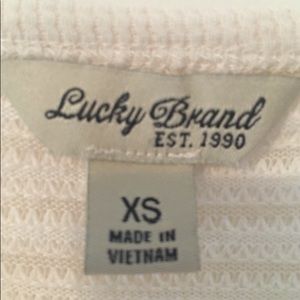 Lucky Brand
EST. 1990
XS
MADE IN
VIETNAM